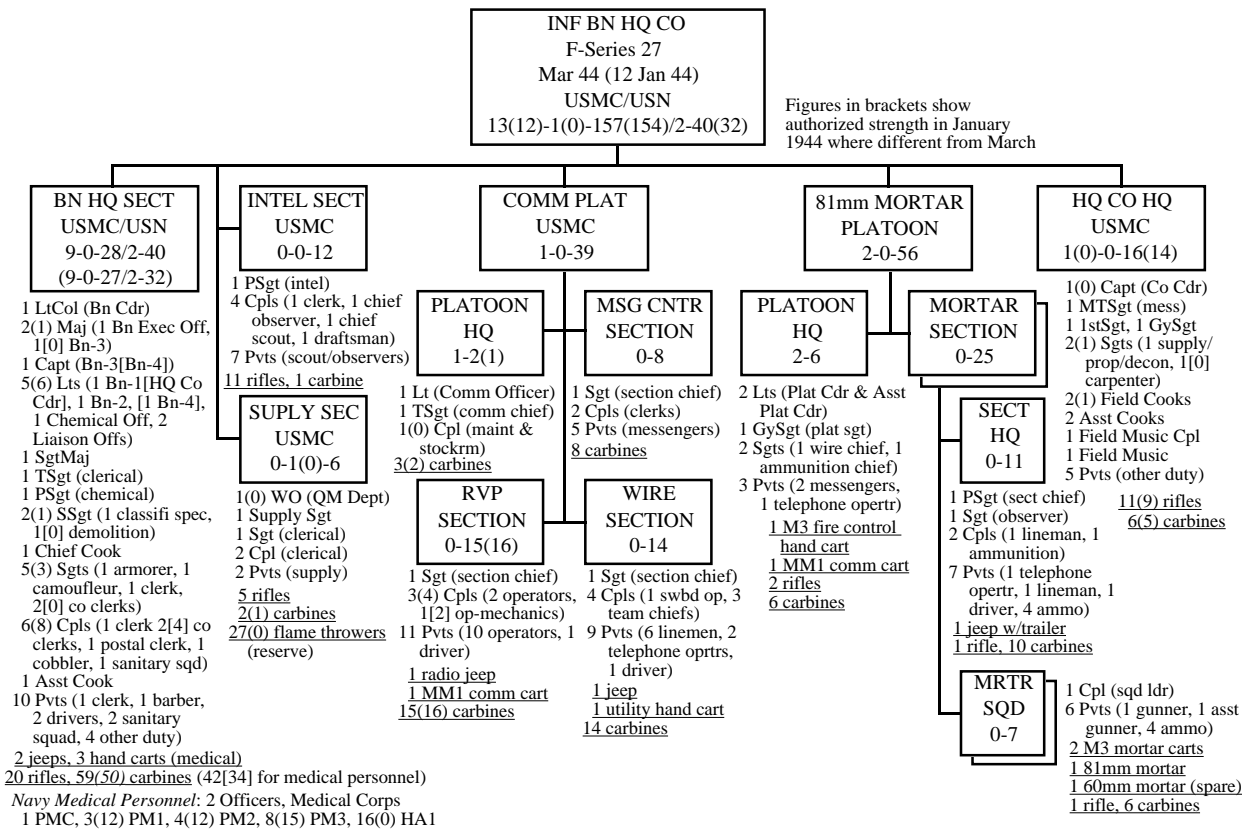 INF BN HQ CO
F-Series 27
Mar 44 (12 Jan 44)
USMC/USN
13(12)-1(0)-157(154)/2-40(32)
Figures in brackets show
authorized strength in January
1944 where different from March
BN HQ SECT
USMC/USN
9-0-28/2-40
(9-0-27/2-32)
1 LtCol (Bn Cdr)
2(1) Maj (1 Bn Exec Off,
1[0] Bn-3)
1 Capt (Bn-3[Bn-4])
5(6) Lts (1 Bn-1[HQ Co
Cdr], 1 Bn-2, [1 Bn-4],
1 Chemical Off, 2
Liaison Offs)
1 SgtMaj
1 TSgt (clerical)
1 PSgt (chemical)
2(1) SSgt (1 classifi spec,
1[0] demolition)
1 Chief Cook
5(3) Sgts (1 armorer, 1
camoufleur, 1 clerk,
2[0] co clerks)
6(8) Cpls (1 clerk 2[4] co
clerks, 1 postal clerk, 1
cobbler, 1 sanitary sqd)
1 Asst Cook
10 Pvts (1 clerk, 1 barber,
2 drivers, 2 sanitary
squad, 4 other duty)
2 jeeps, 3 hand carts (medical)
20 rifles, 59(50) carbines (42[34] for medical personnel)
Navy Medical Personnel: 2 Officers, Medical Corps
1 PMC, 3(12) PM1, 4(12) PM2, 8(15) PM3, 16(0) HA1
INTEL SECT
USMC
0-0-12
1 PSgt (intel)
4 Cpls (1 clerk, 1 chief
observer, 1 chief
scout, 1 draftsman)
7 Pvts (scout/observers)
11 rifles, 1 carbine
SUPLY SEC
USMC
0-1(0)-6
1(0) WO (QM Dept)
1 Supply Sgt
1 Sgt (clerical)
2 Cpl (clerical)
2 Pvts (supply)
5 rifles
2(1) carbines
27(0) flame throwers
(reserve)
COMM PLAT
USMC
1-0-39
PLATOON
HQ
1-2(1)
1 Lt (Comm Officer)
1 TSgt (comm chief)
1(0) Cpl (maint &
stockrm)
3(2) carbines
MSG CNTR
SECTION
0-8
1 Sgt (section chief)
2 Cpls (clerks)
5 Pvts (messengers)
8 carbines
RVP
SECTION
0-15(16)
1 Sgt (section chief)
3(4) Cpls (2 operators,
1[2] op-mechanics)
11 Pvts (10 operators, 1
driver)
1 radio jeep
1 MM1 comm cart
15(16) carbines
WIRE
SECTION
0-14
1 Sgt (section chief)
4 Cpls (1 swbd op, 3
team chiefs)
9 Pvts (6 linemen, 2
telephone oprtrs,
1 driver)
1 jeep
1 utility hand cart
14 carbines
81mm MORTAR
PLATOON
2-0-56
PLATOON
HQ
2-6
2 Lts (Plat Cdr & Asst
Plat Cdr)
1 GySgt (plat sgt)
2 Sgts (1 wire chief, 1
ammunition chief)
3 Pvts (2 messengers,
1 telephone opertr)
1 M3 fire control
hand cart
1 MM1 comm cart
2 rifles
6 carbines
MORTAR
SECTION
0-25
SECT
HQ
0-11
1 PSgt (sect chief)
1 Sgt (observer)
2 Cpls (1 lineman, 1
ammunition)
7 Pvts (1 telephone
opertr, 1 lineman, 1
driver, 4 ammo)
1 jeep w/trailer
1 rifle, 10 carbines
MRTR
SQD
0-7
1 Cpl (sqd ldr)
6 Pvts (1 gunner, 1 asst
gunner, 4 ammo)
2 M3 mortar carts
1 81mm mortar
1 60mm mortar (spare)
1 rifle, 6 carbines
HQ CO HQ
USMC
1(0)-0-16(14)
1(0) Capt (Co Cdr)
1 MTSgt (mess)
1 1stSgt, 1 GySgt
2(1) Sgts (1 supply/
prop/decon, 1[0]
carpenter)
2(1) Field Cooks
2 Asst Cooks
1 Field Music Cpl
1 Field Music
5 Pvts (other duty)
11(9) rifles
6(5) carbines